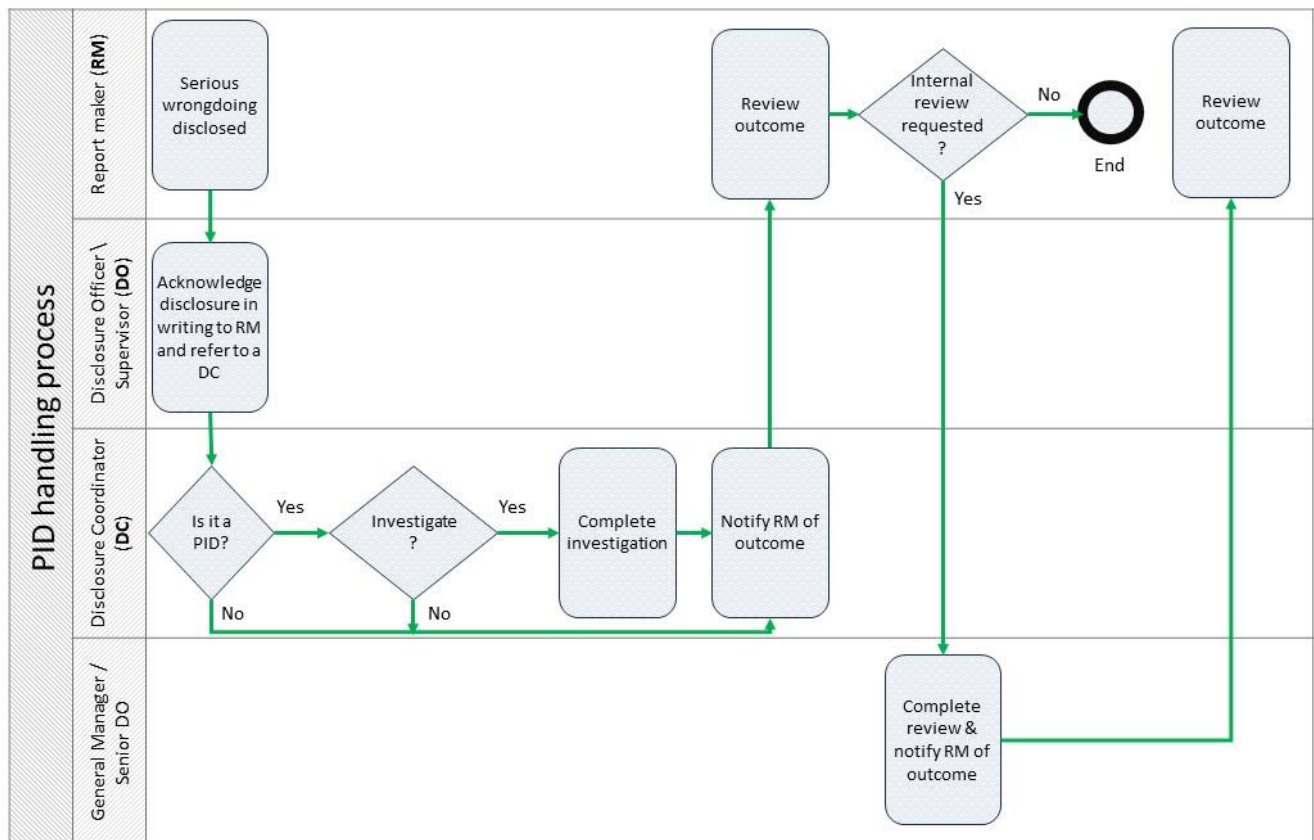 PID handling process
Report maker (RM)
Serious
wrongdoing
disclosed
Review
outcome
Internal
review
requested
?
No
End
Yes
Review
outcome
Disclosure Officer \
Supervisor (DO)
Acknowledge
disclosure in
writing to RM
and refer to a
DC
Disclosure Coordinator
(DC)
Is it a
PID?
Yes
No
Investigate
?
Yes
No
Complete
investigation
Notify RM of
outcome
General Manager /
Senior DO
Complete
review &
notify RM of
outcome